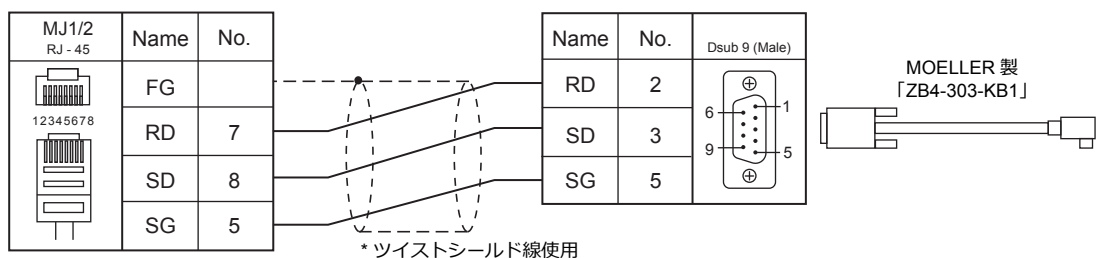 MJ1/2
RJ - 45
Name
No.
12345678
FG
RD
7
SD
8
SG
5
* ツイストシールド線使用
Name
No.
Dsub 9 (Male)
RD
2
SD
3
SG
5
6
1
9
5
MOELLER 製
「ZB4-303-KB1」